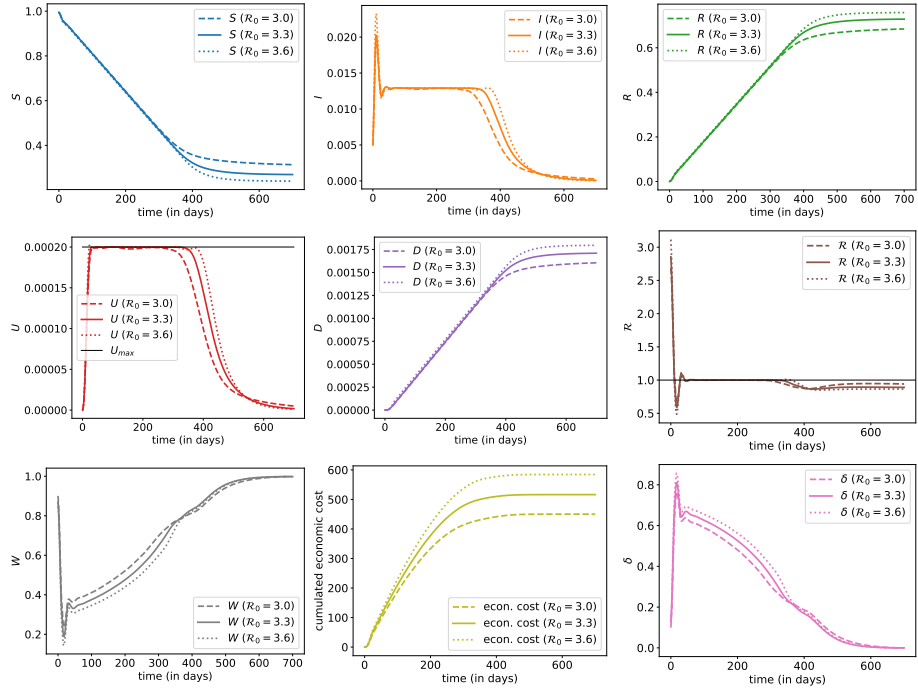 S (ℛ₀ = 3.0)
S (ℛ₀ = 3.3)
S (ℛ₀ = 3.6)
1.0
0.8
0.6
0.4
S
0 200 400 600
time (in days)
I (ℛ₀ = 3.0)
I (ℛ₀ = 3.3)
I (ℛ₀ = 3.6)
0.020
0.015
0.010
0.005
0.000
I
0 200 400 600
time (in days)
R (ℛ₀ = 3.0)
R (ℛ₀ = 3.3)
R (ℛ₀ = 3.6)
0.6
0.4
0.2
0.0
R
0 100 200 300 400 500 600 700
time (in days)
0.00020
0.00015
0.00010
0.00005
0.00000
U
U (ℛ₀ = 3.0)
U (ℛ₀ = 3.3)
U (ℛ₀ = 3.6)
Uₘₐₓ
0 200 400 600
time (in days)
D (ℛ₀ = 3.0)
D (ℛ₀ = 3.3)
D (ℛ₀ = 3.6)
0.00175
0.00150
0.00125
0.00100
0.00075
0.00050
0.00025
0.00000
D
0 200 400 600
time (in days)
ℛ (ℛ₀ = 3.0)
ℛ (ℛ₀ = 3.3)
ℛ (ℛ₀ = 3.6)
3.0
2.5
2.0
1.5
1.0
0.5
ℛ
0 200 400 600
time (in days)
1.0
0.8
0.6
0.4
0.2
W
W (ℛ₀ = 3.0)
W (ℛ₀ = 3.3)
W (ℛ₀ = 3.6)
0 100 200 300 400 500 600 700
time (in days)
600
500
400
300
200
100
0
cumulated economic cost
econ. cost (ℛ₀ = 3.0)
econ. cost (ℛ₀ = 3.3)
econ. cost (ℛ₀ = 3.6)
0 200 400 600
time (in days)
δ (ℛ₀ = 3.0)
δ (ℛ₀ = 3.3)
δ (ℛ₀ = 3.6)
0.8
0.6
0.4
0.2
0.0
δ
0 200 400 600
time (in days)